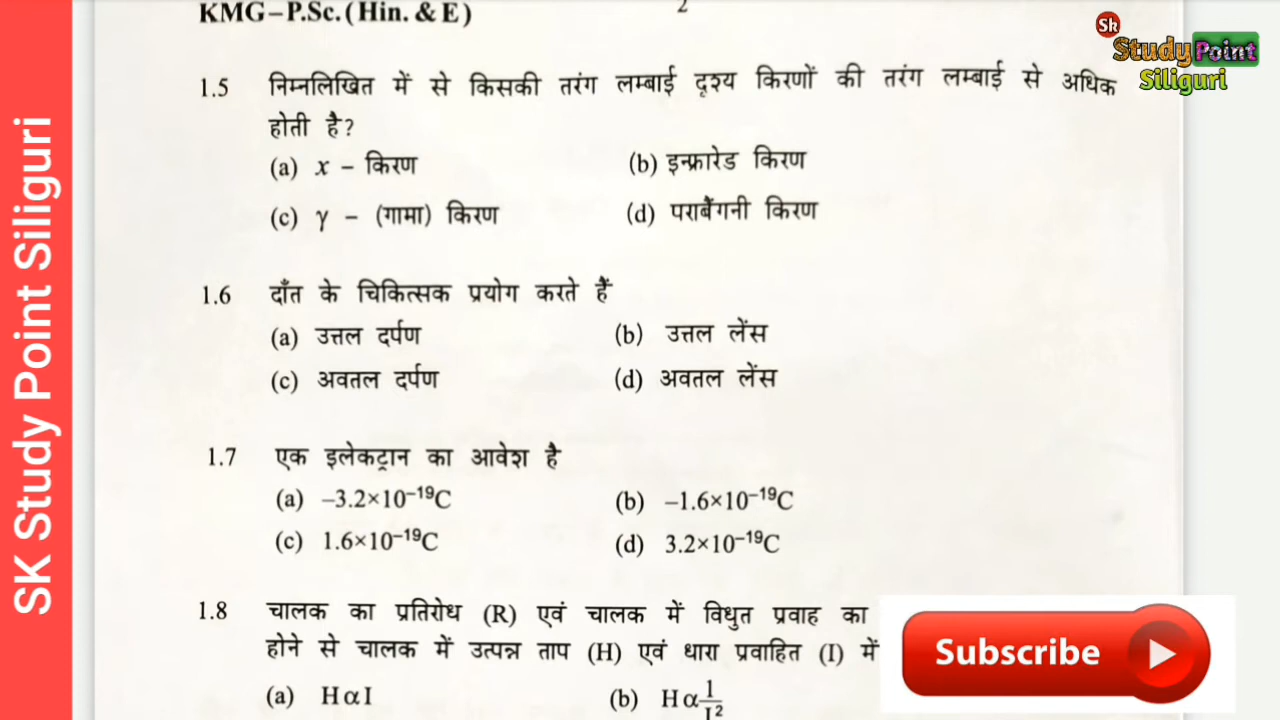 KMG–P.Sc.(Hin. & E)
2
Sk
Study Point
Siliguri
SK Study Point Siliguri
1.5 निम्नलिखित में से किसकी तरंग लम्बाई दृश्य किरणों की तरंग लम्बाई से अधिक
होती है?
(a) x – किरण (b) इन्फ्रारेड किरण
(c) γ – (गामा) किरण (d) पराबैंगनी किरण
1.6 दाँत के चिकित्सक प्रयोग करते हैं
(a) उत्तल दर्पण (b) उत्तल लेंस
(c) अवतल दर्पण (d) अवतल लेंस
1.7 एक इलेकट्रान का आवेश है
(a) –3.2×10⁻¹⁹C (b) –1.6×10⁻¹⁹C
(c) 1.6×10⁻¹⁹C (d) 3.2×10⁻¹⁹C
1.8 चालक का प्रतिरोध (R) एवं चालक में विधुत प्रवाह का
होने से चालक में उत्पन्न ताप (H) एवं धारा प्रवाहित (I) में
Subscribe
(a) H α I (b) H α 1/I²